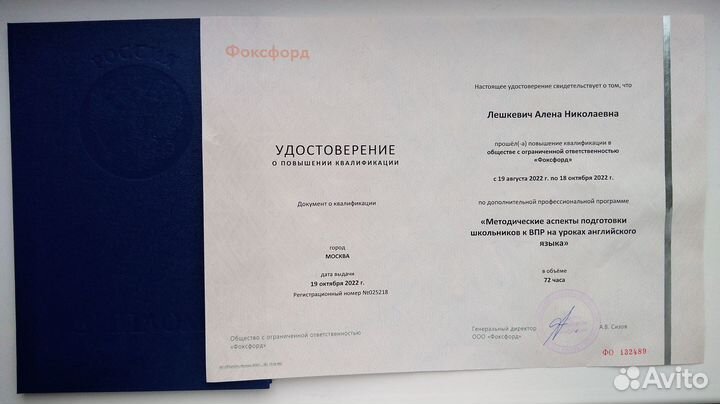 РОССИЯ
Фоксфорд
УДОСТОВЕРЕНИЕ
О ПОВЫШЕНИИ КВАЛИФИКАЦИИ
Документ о квалификации
город
МОСКВА
дата выдачи
19 октября 2022 г.
Регистрационный номер №025218
Общество с ограниченной ответственностью
«Фоксфорд»
Настоящее удостоверение свидетельствует о том, что
Лешкевич Алена Николаевна
прошёл(-а) повышение квалификации в
обществе с ограниченной ответственностью
«Фоксфорд»
с 19 августа 2022 г. по 18 октября 2022 г.
по дополнительной профессиональной программе
«Методические аспекты подготовки
школьников к ВПР на уроках английского
языка»
в объёме
72 часа
Генеральный директор
ООО «Фоксфорд»
А.В. Сизов
ФО 132489
Avito